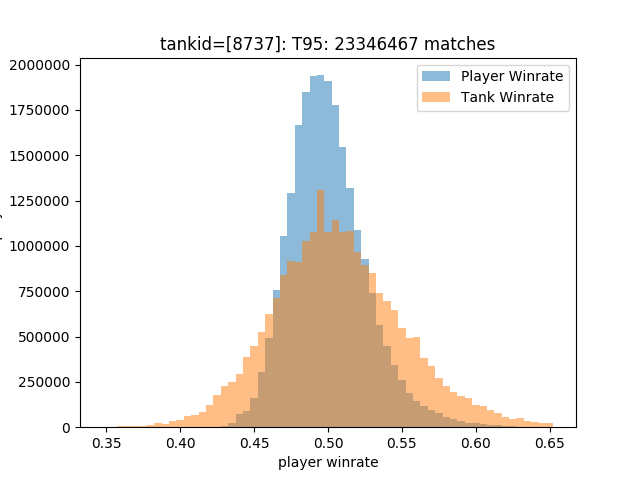 tankid=[8737]: T95: 23346467 matches
Player Winrate
Tank Winrate
2000000
1750000
1500000
1250000
1000000
750000
500000
250000
0
0.35 0.40 0.45 0.50 0.55 0.60 0.65
player winrate